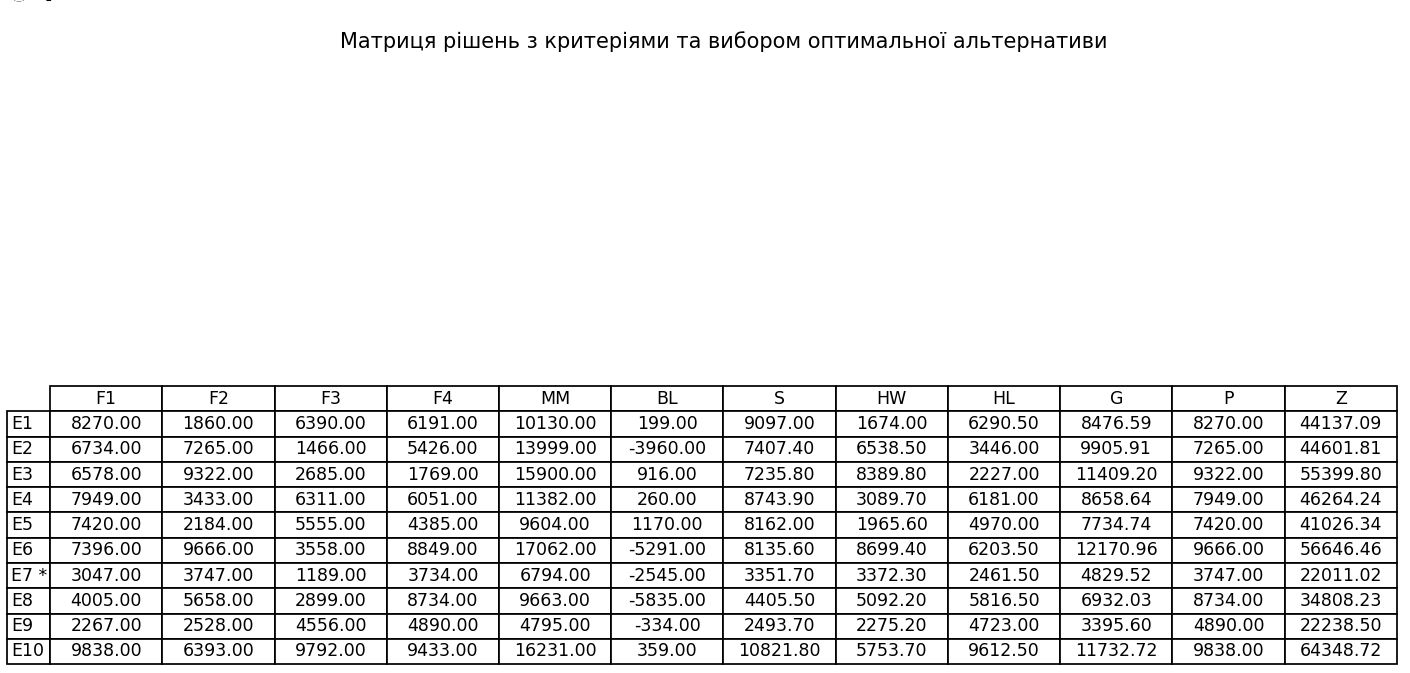 Матриця рішень з критеріями та вибором оптимальної альтернативи
F1 F2 F3 F4 MM BL S HW HL G P Z
E1 8270.00 1860.00 6390.00 6191.00 10130.00 199.00 9097.00 1674.00 6290.50 8476.59 8270.00 44137.09
E2 6734.00 7265.00 1466.00 5426.00 13999.00 -3960.00 7407.40 6538.50 3446.00 9905.91 7265.00 44601.81
E3 6578.00 9322.00 2685.00 1769.00 15900.00 916.00 7235.80 8389.80 2227.00 11409.20 9322.00 55399.80
E4 7949.00 3433.00 6311.00 6051.00 11382.00 260.00 8743.90 3089.70 6181.00 8658.64 7949.00 46264.24
E5 7420.00 2184.00 5555.00 4385.00 9604.00 1170.00 8162.00 1965.60 4970.00 7734.74 7420.00 41026.34
E6 7396.00 9666.00 3558.00 8849.00 17062.00 -5291.00 8135.60 8699.40 6203.50 12170.96 9666.00 56646.46
E7 * 3047.00 3747.00 1189.00 3734.00 6794.00 -2545.00 3351.70 3372.30 2461.50 4829.52 3747.00 22011.02
E8 4005.00 5658.00 2899.00 8734.00 9663.00 -5835.00 4405.50 5092.20 5816.50 6932.03 8734.00 34808.23
E9 2267.00 2528.00 4556.00 4890.00 4795.00 -334.00 2493.70 2275.20 4723.00 3395.60 4890.00 22238.50
E10 9838.00 6393.00 9792.00 9433.00 16231.00 359.00 10821.80 5753.70 9612.50 11732.72 9838.00 64348.72